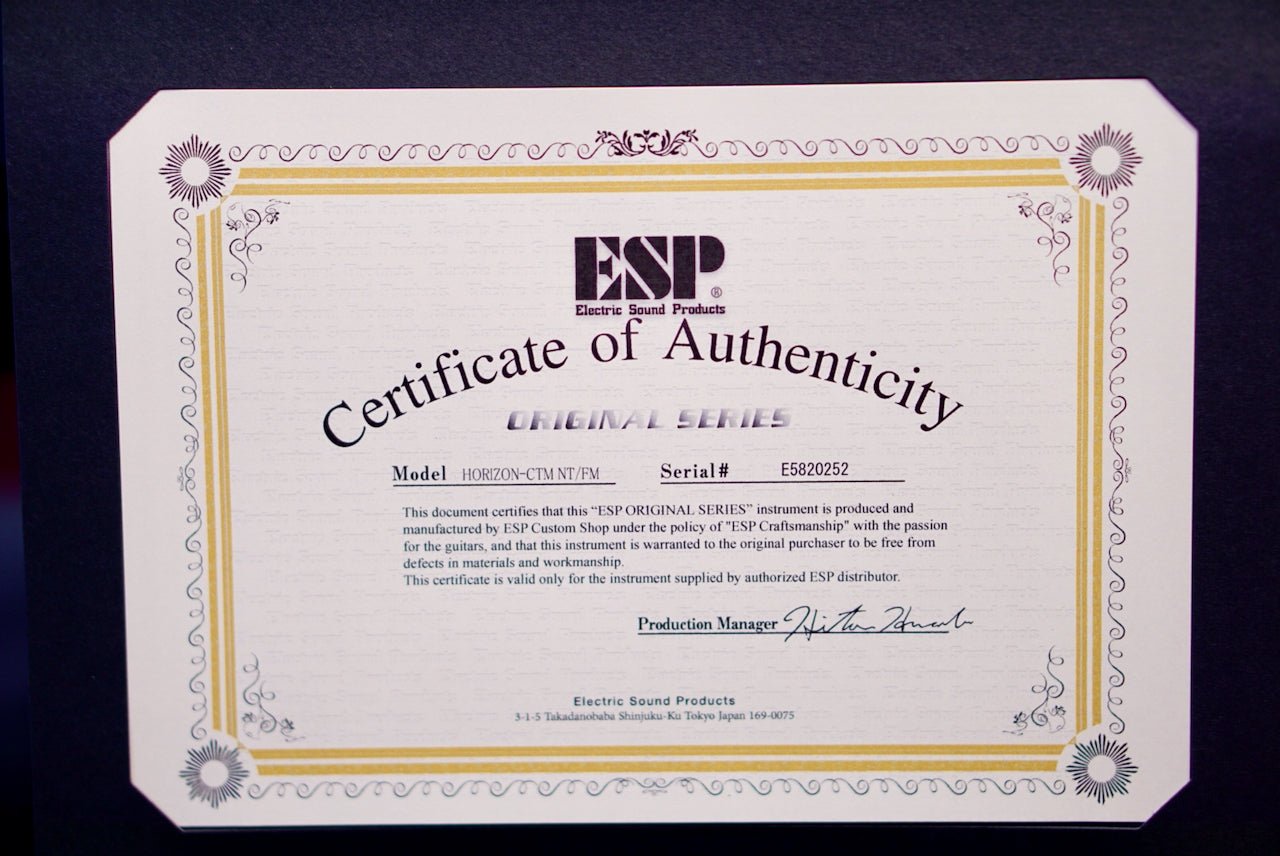 ESP®
Electric Sound Products
Certificate of Authenticity
ORIGINAL SERIES
Model HORIZON-CTM NT/FM Serial# E5820252
This document certifies that this “ESP ORIGINAL SERIES” instrument is produced and
manufactured by ESP Custom Shop under the policy of "ESP Craftsmanship" with the passion
for the guitars, and that this instrument is warranted to the original purchaser to be free from
defects in materials and workmanship.
This certificate is valid only for the instrument supplied by authorized ESP distributor.
Production Manager
Electric Sound Products
3-1-5 Takadanobaba Shinjuku-Ku Tokyo Japan 169-0075